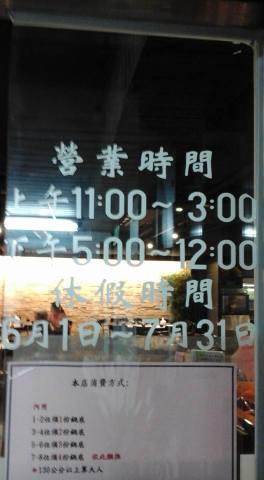 營業時間
上午11:00~3:00
下午5:00~12:00
休假時間
6月1日~7月31日
本店消費方式:
內用
1-2位須1份鍋底
3-4位須2份鍋底
5-6位須3份鍋底
7-8位須4份鍋底 依此類推
*130公分以上算大人